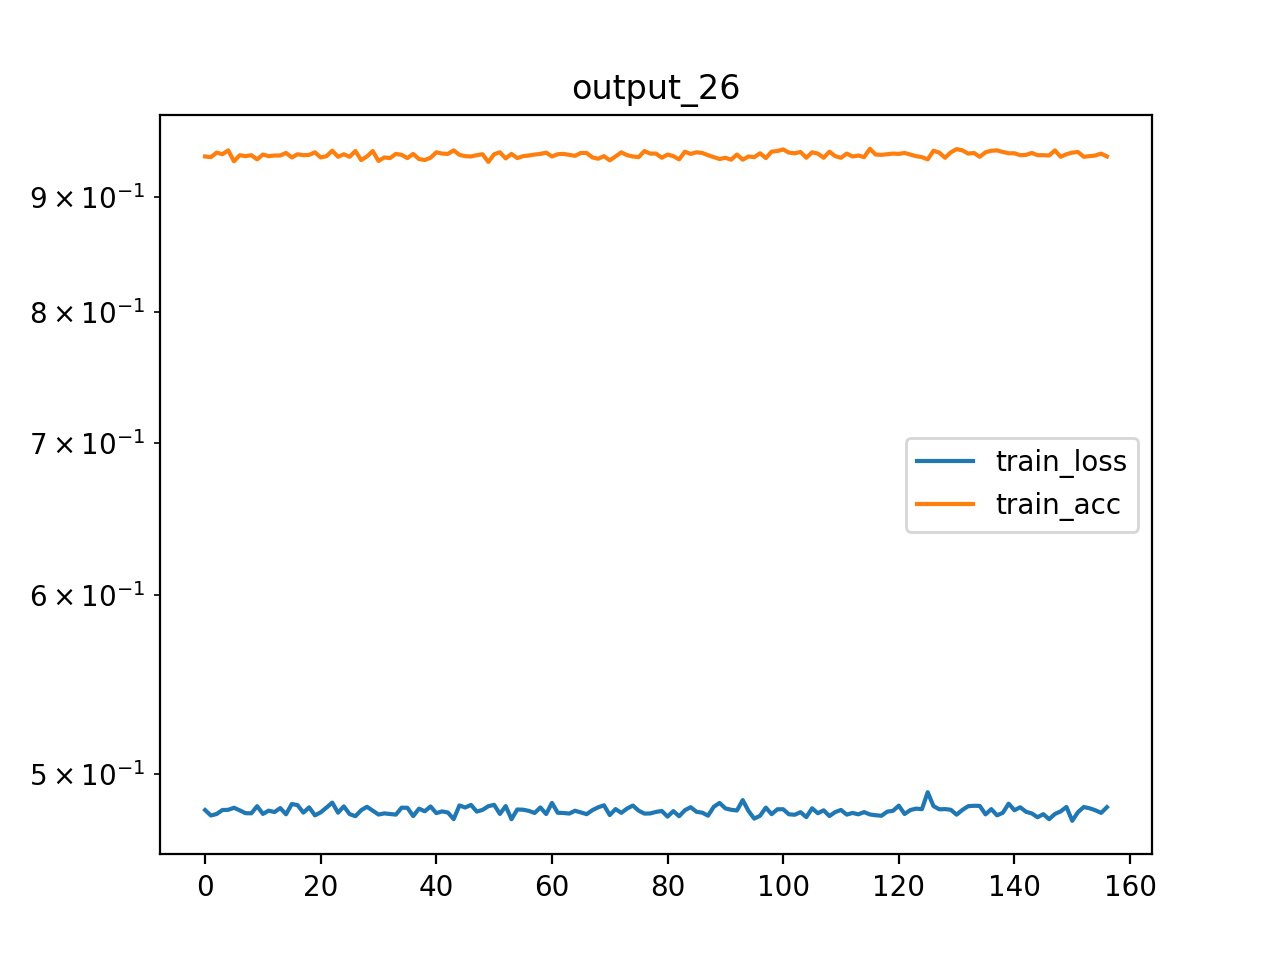 output_26
9 × 10⁻¹
8 × 10⁻¹
7 × 10⁻¹
6 × 10⁻¹
5 × 10⁻¹
train_loss
train_acc
0 20 40 60 80 100 120 140 160